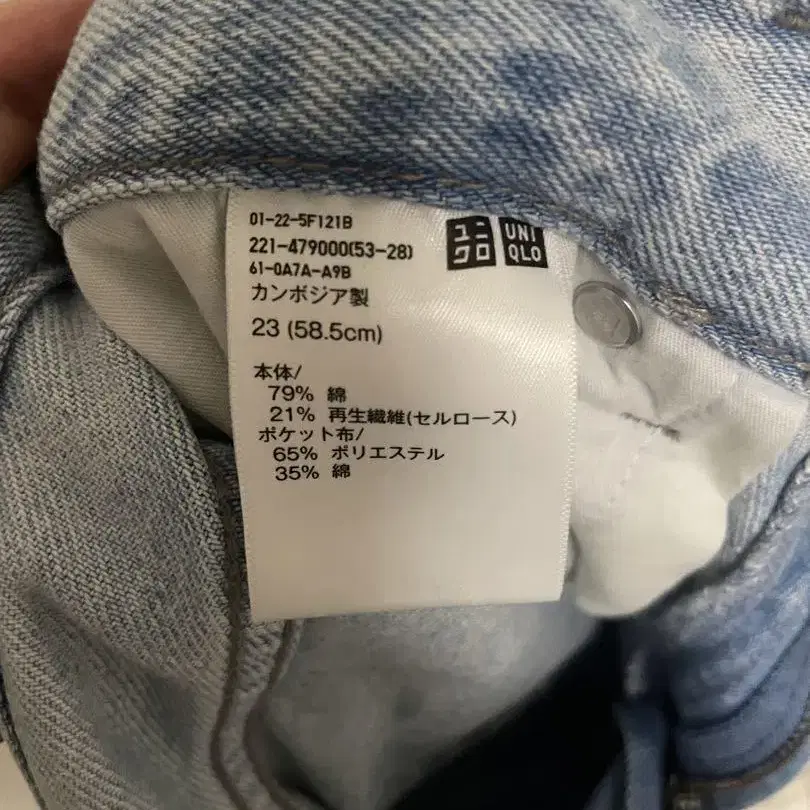 01-22-5F121B
221-479000(53-28)
61-0A7A-A9B
ユニ
クロ
UNI
QLO
カンボジア製
23 (58.5cm)
本体/
79% 綿
21% 再生繊維(セルロース)
ポケット布/
65% ポリエステル
35% 綿